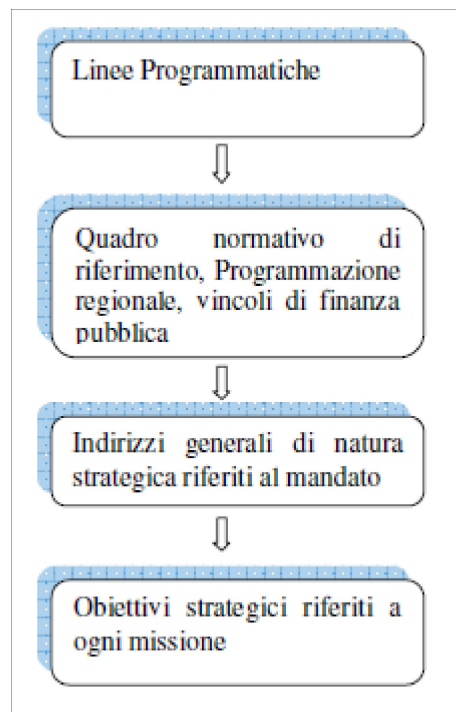 Linee Programmatiche
Quadro normativo di
riferimento, Programmazione
regionale, vincoli di finanza
pubblica
Indirizzi generali di natura
strategica riferiti al mandato
Obiettivi strategici riferiti a
ogni missione